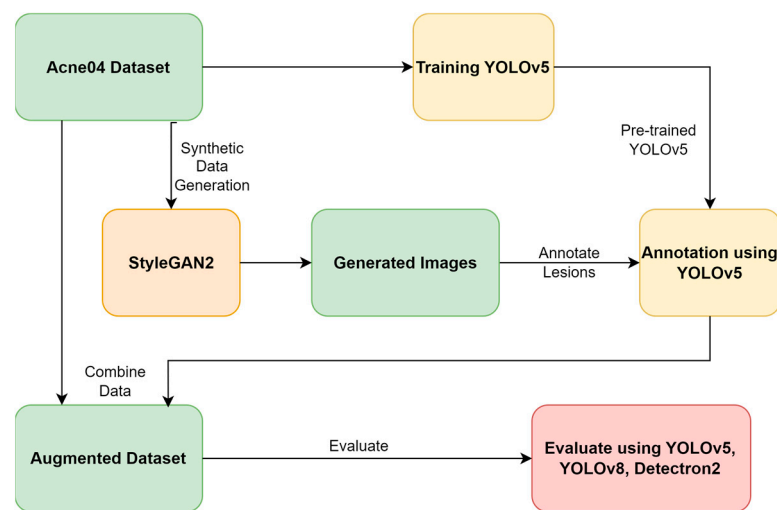 Acne04 Dataset
Training YOLOv5
Synthetic
Data
Generation
Pre-trained
YOLOv5
StyleGAN2
Generated Images
Annotate
Lesions
Annotation using
YOLOv5
Combine
Data
Augmented Dataset
Evaluate
Evaluate using YOLOv5,
YOLOv8, Detectron2